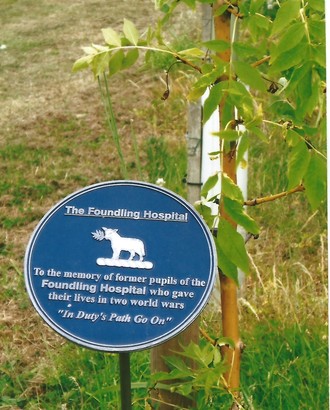 The Foundling Hospital
To the memory of former pupils of the
Foundling Hospital who gave
their lives in two world wars
"In Duty's Path Go On"